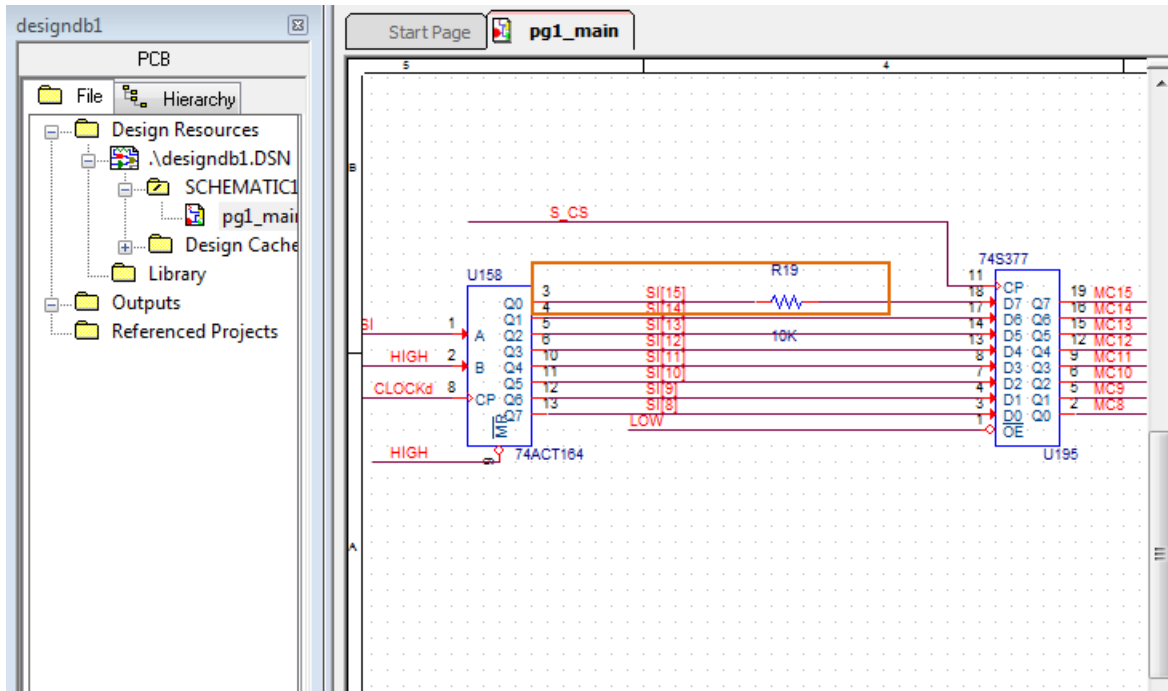 designdb1
PCB
File
Hierarchy
Design Resources
.\designdb1.DSN
SCHEMATIC1
pg1_mai
Design Cache
Library
Outputs
Referenced Projects
Start Page
pg1_main
5
4
B
A
S_CS
U158
3
4
5
6
10
11
12
13
Q0
Q1
Q2
Q3
Q4
Q5
Q6
Q7
A
B
CP
MR
SI
1
HIGH
2
CLOCKd
8
HIGH
9
74ACT164
SI[15]
SI[14]
SI[13]
SI[12]
SI[11]
SI[10]
SI[9]
SI[8]
LOW
R19
10K
74S377
11
18
17
14
13
8
7
4
3
1
CP
D7 Q7
D6 Q6
D5 Q5
D4 Q4
D3 Q3
D2 Q2
D1 Q1
D0 Q0
OE
19 MC15
16 MC14
15 MC13
12 MC12
9 MC11
6 MC10
5 MC9
2 MC8
U195